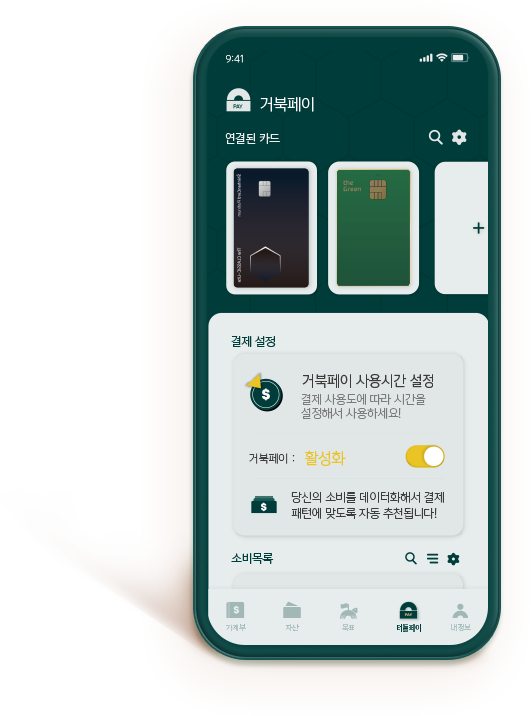 9:41
PAY
거북페이
연결된 카드
the
Green
+
결제 설정
$
거북페이 사용시간 설정
결제 사용도에 따라 시간을
설정해서 사용하세요!
거북페이 : 활성화
$
당신의 소비를 데이터화해서 결제
패턴에 맞도록 자동 추천됩니다!
소비목록
$
PAY
가계부 자산 목표 터틀페이 내정보